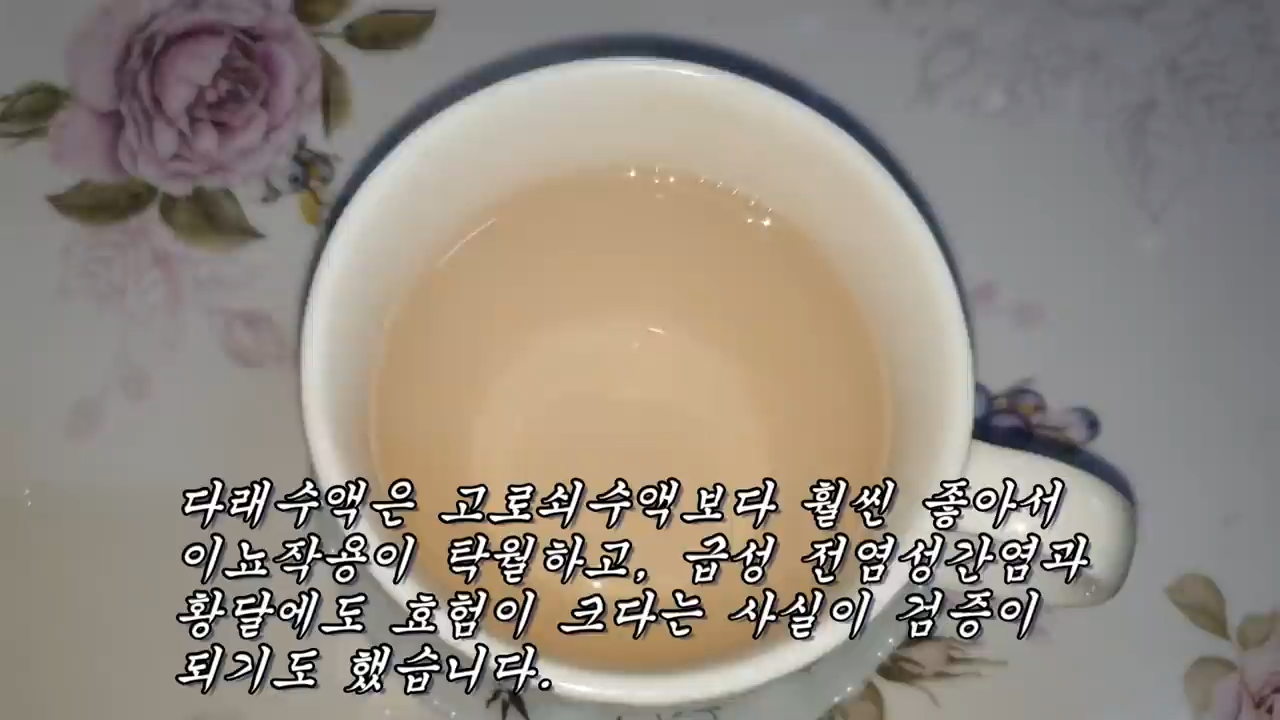 다래수액은 고로쇠수액보다 훨씬 좋아서
이뇨작용이 탁월하고, 급성 전염성간염과
황달에도 효험이 크다는 사실이 검증이
되기도 했습니다.